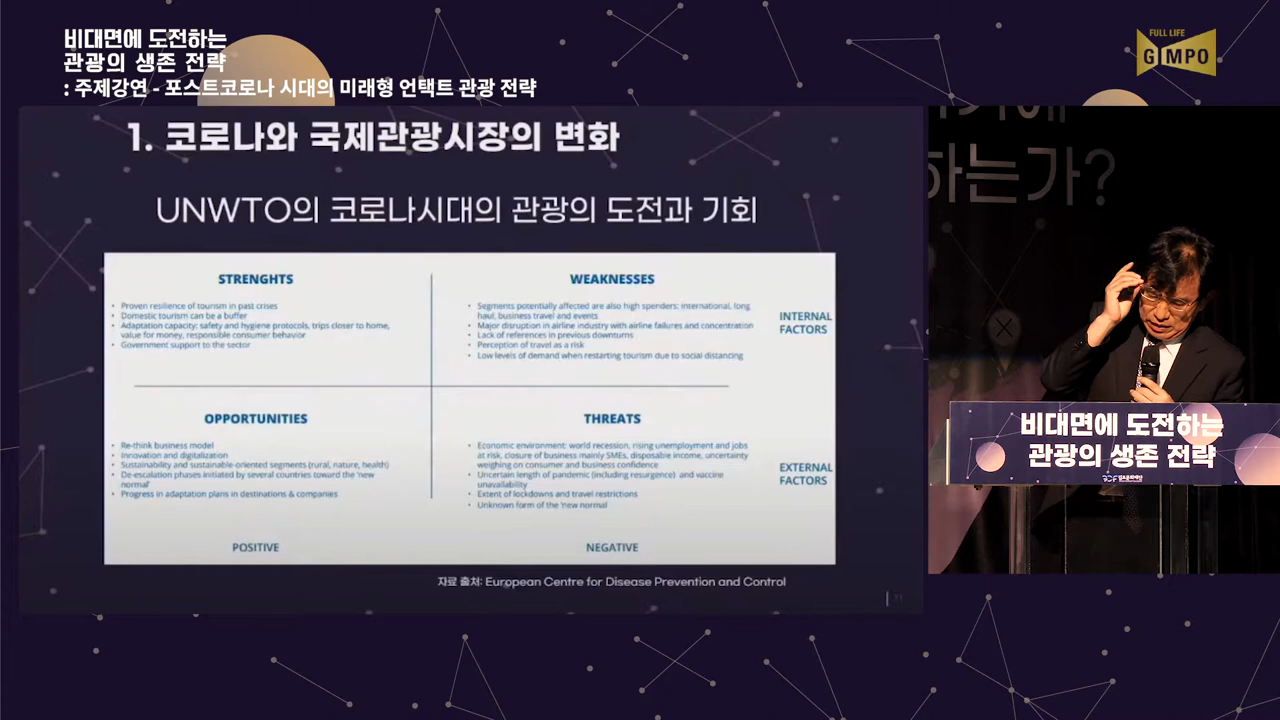 비대면에 도전하는
관광의 생존 전략
: 주제강연 - 포스트코로나 시대의 미래형 언택트 관광 전략
FULL LIFE
GIMPO
1. 코로나와 국제관광시장의 변화
UNWTO의 코로나시대의 관광의 도전과 기회
STRENGHTS
• Proven resilience of tourism in past crises
• Domestic tourism can be a buffer
• Adaptation capacity: safety and hygiene protocols, trips closer to home,
value for money, responsible consumer behavior
• Government support to the sector
WEAKNESSES
• Segments potentially affected are also high spenders: international, long
haul, business travel and events
• Major disruption in airline industry with airline failures and concentration
• Lack of references in previous downturns
• Perception of travel as a risk
• Low levels of demand when restarting tourism due to social distancing
INTERNAL
FACTORS
OPPORTUNITIES
• Re-think business model
• Innovation and digitalization
• Sustainability and sustainable-oriented segments (rural, nature, health)
• De-escalation phases initiated by several countries toward the 'new
normal'
• Progress in adaptation plans in destinations & companies
THREATS
• Economic environment: world recession, rising unemployment and jobs
at risk, closure of business mainly SMEs, disposable income, uncertainty
weighing on consumer and business confidence
• Uncertain length of pandemic (including resurgence) and vaccine
unavailability
• Extent of lockdowns and travel restrictions
• Unknown form of the 'new normal
EXTERNAL
FACTORS
POSITIVE
NEGATIVE
자료 출처: European Centre for Disease Prevention and Control
하는가?
비대면에 도전하는
관광의 생존 전략